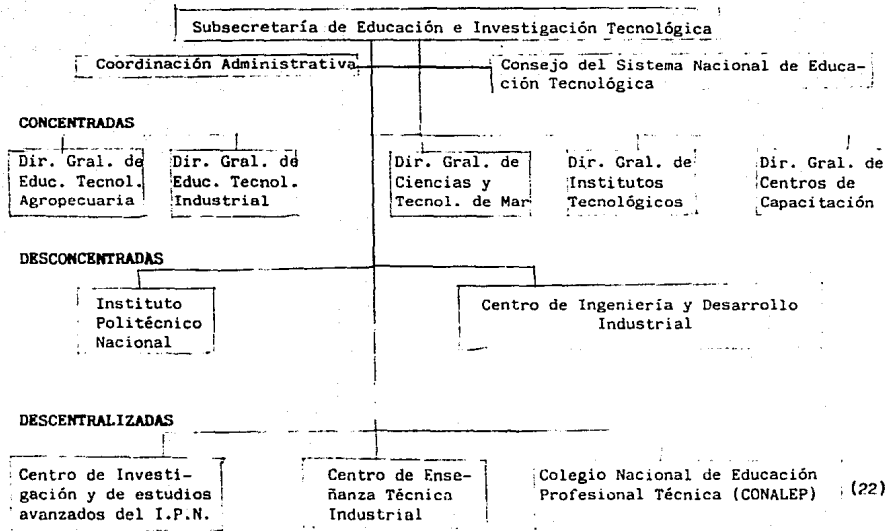 Subsecretaría de Educación e Investigación Tecnológica
Coordinación Administrativa
Consejo del Sistema Nacional de Educa-
ción Tecnológica
CONCENTRADAS
Dir. Gral. de
Educ. Tecnol.
Agropecuaria
Dir. Gral. de
Educ. Tecnol.
Industrial
Dir. Gral. de
Ciencias y
Tecnol. de Mar
Dir. Gral. de
Institutos
Tecnológicos
Dir. Gral. de
Centros de
Capacitación
DESCONCENTRADAS
Instituto
Politécnico
Nacional
Centro de Ingeniería y Desarrollo
Industrial
DESCENTRALIZADAS
Centro de Investi-
gación y de estudios
avanzados del I.P.N.
Centro de Ense-
ñanza Técnica
Industrial
Colegio Nacional de Educación
Profesional Técnica (CONALEP)
(22)